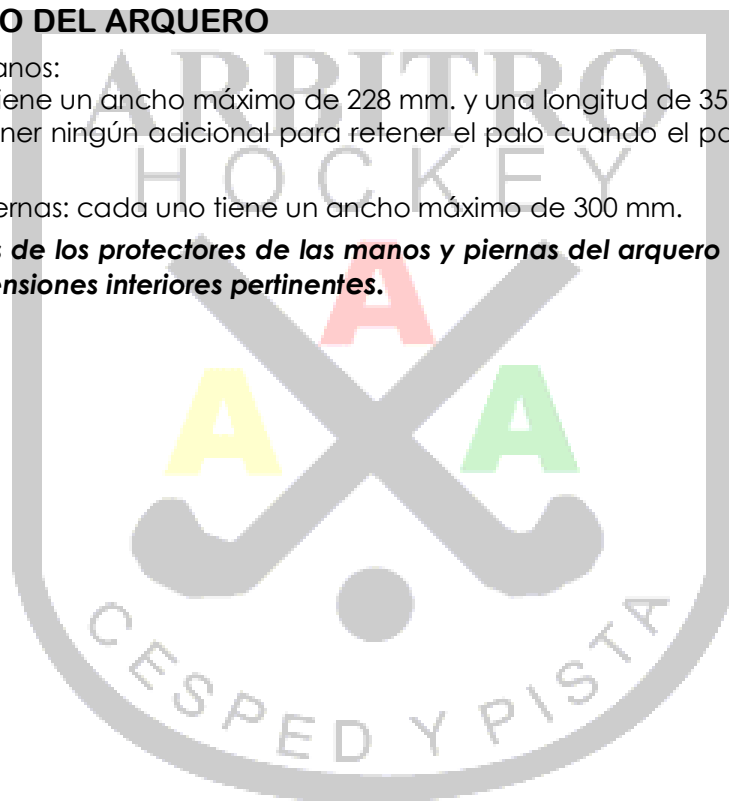 O DEL ARQUERO
anos:
iene un ancho máximo de 228 mm. y una longitud de 35
ner ningún adicional para retener el palo cuando el pa
ernas: cada uno tiene un ancho máximo de 300 mm.
s de los protectores de las manos y piernas del arquero
ensiones interiores pertinentes.
ARBITRO
HOCKEY
A
A A
CESPED Y PISTA